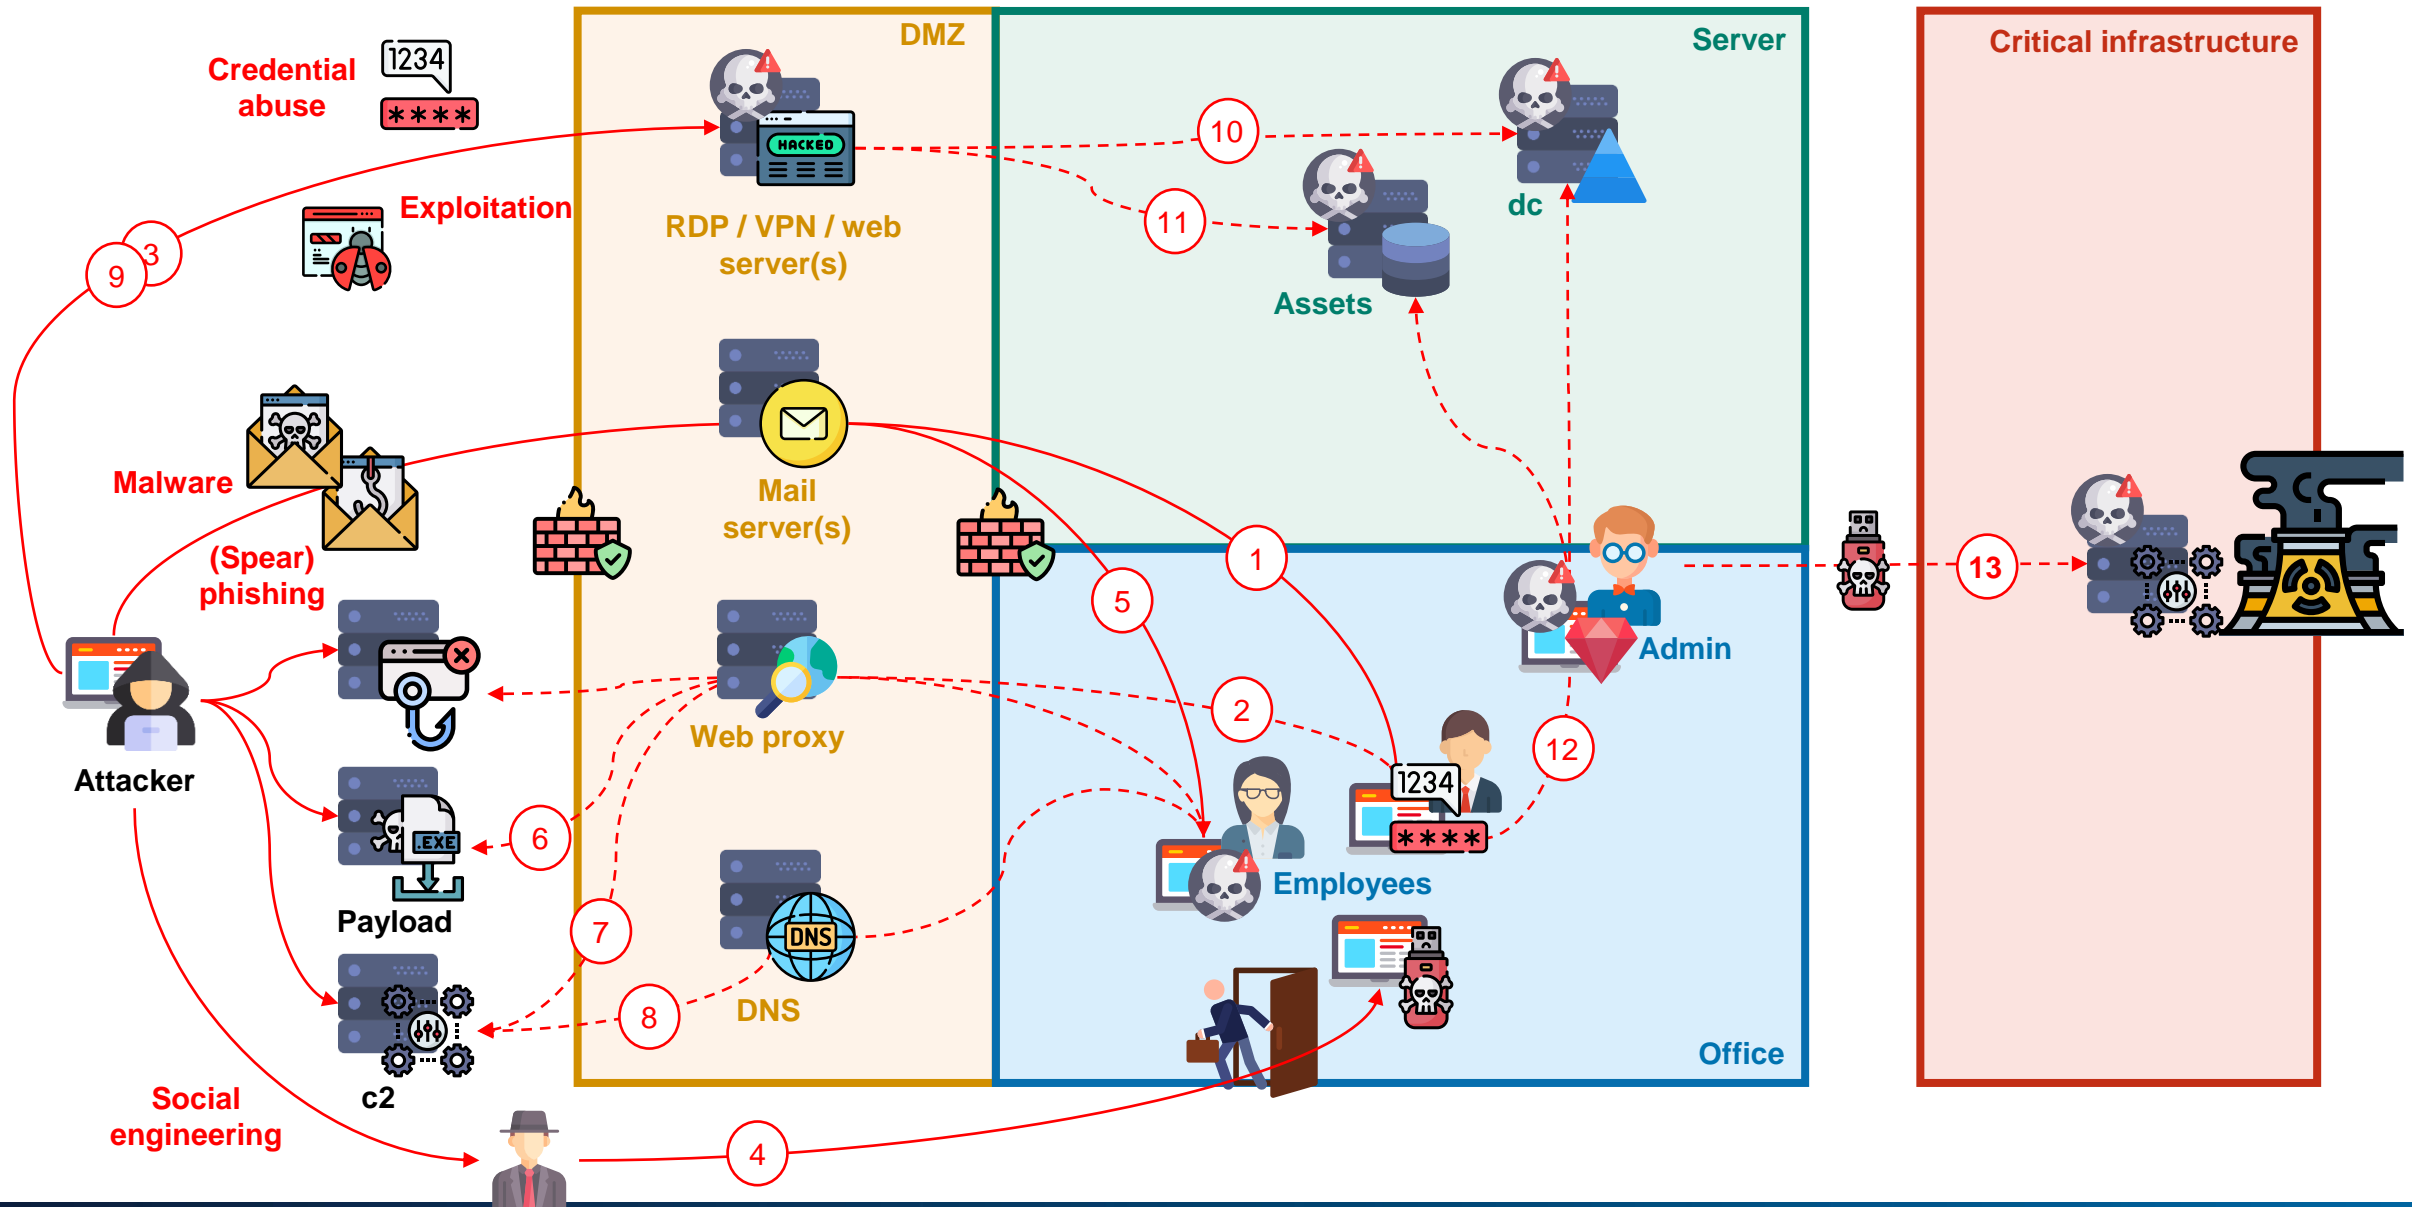 DMZ
Server
Critical infrastructure
Credential
abuse
1234
****
HACKED
10
dc
Exploitation
RDP / VPN / web
server(s)
11
3
9
Assets
Malware
Mail
server(s)
(Spear)
phishing
1
5
13
Admin
2
Web proxy
12
1234
****
Attacker
6
.EXE
Employees
Payload
7
DNS
DNS
8
Office
c2
Social
engineering
4